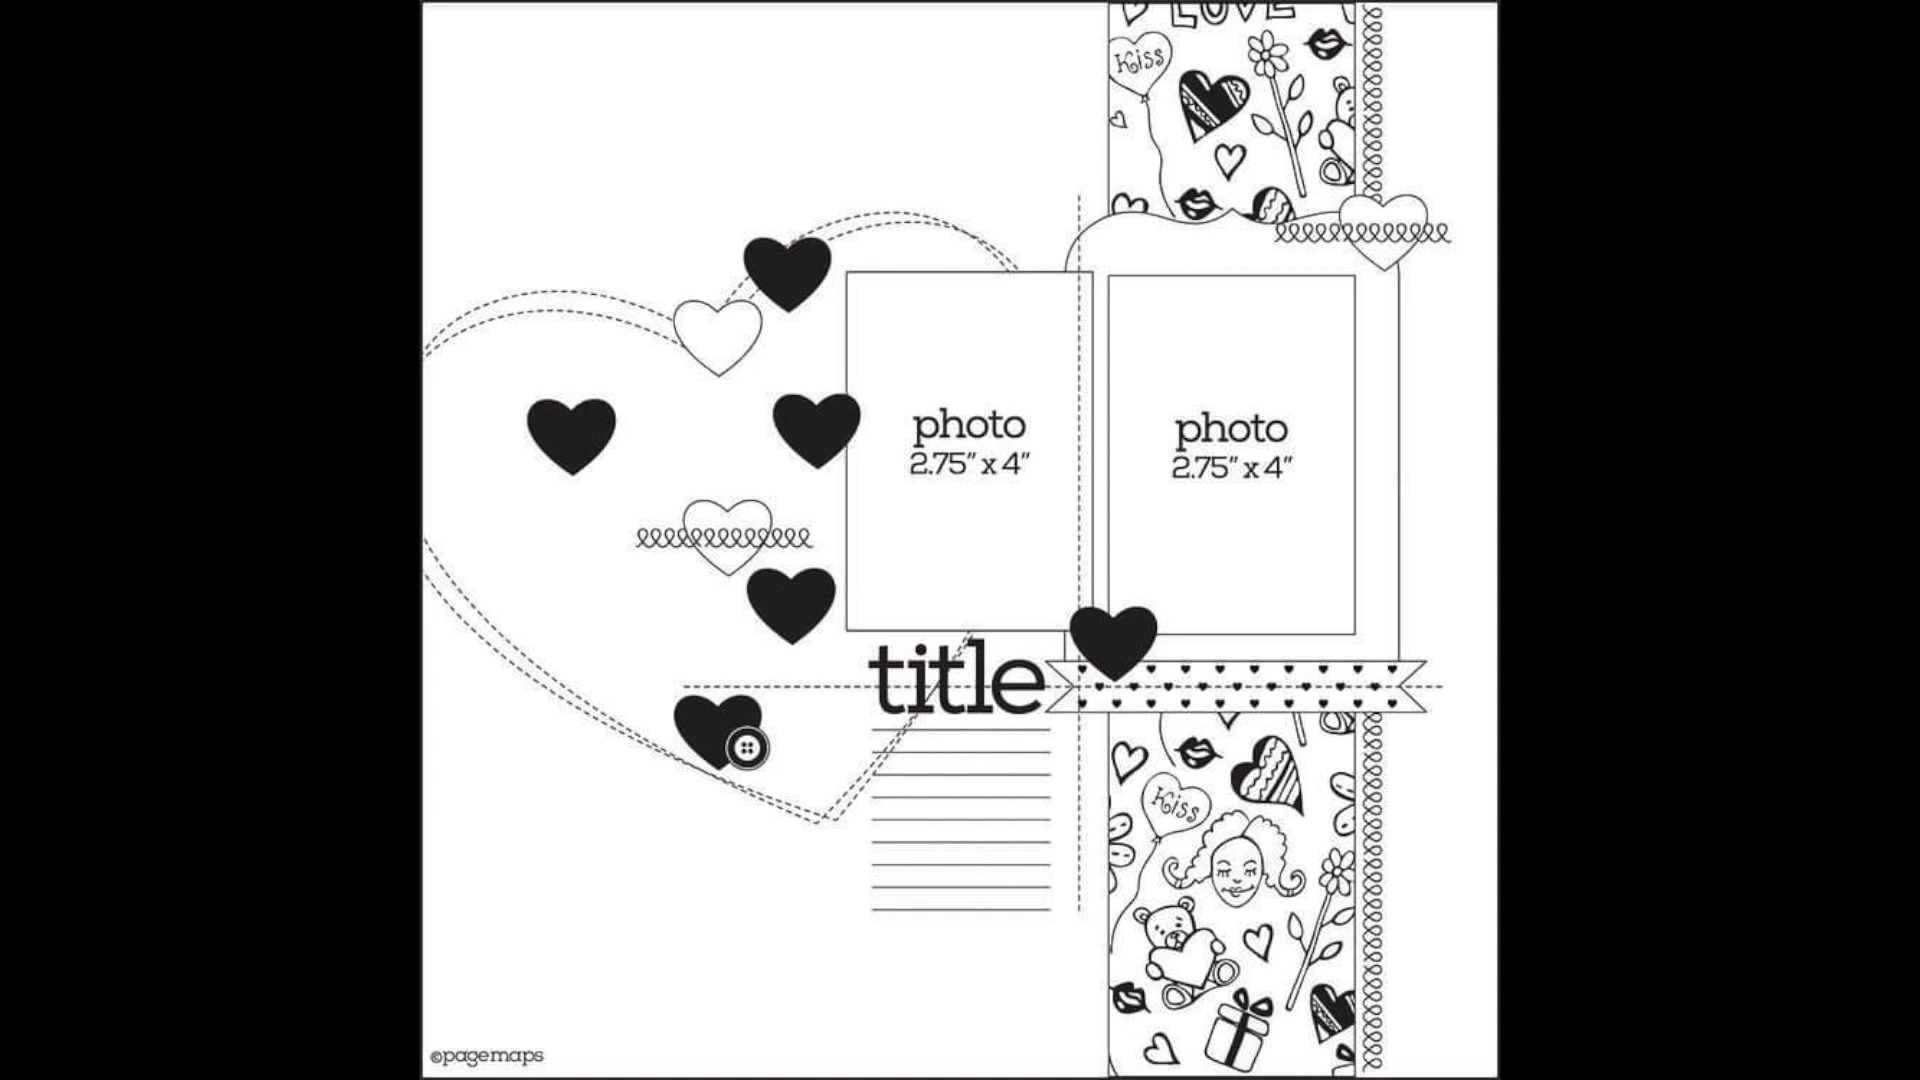 LOVE
Kiss
photo
2.75" x 4"
photo
2.75" x 4"
title
Kiss
©pagemaps